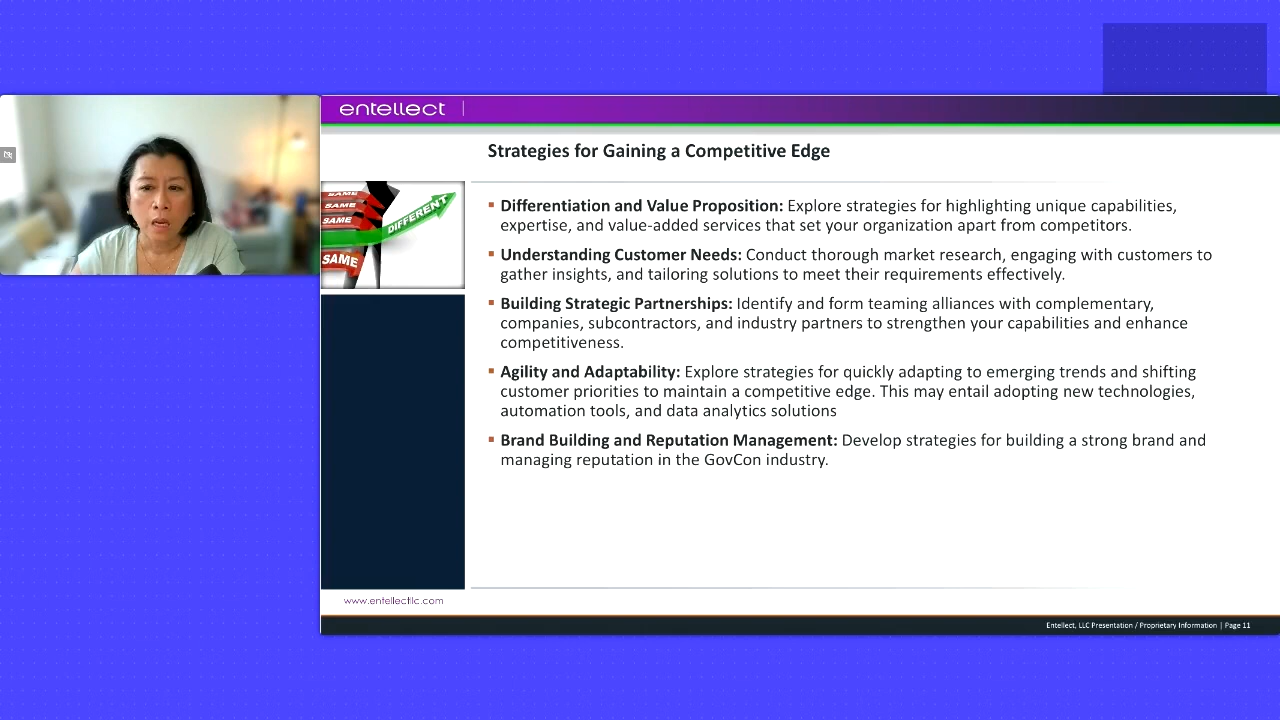 entellect
Strategies for Gaining a Competitive Edge
SAME
SAME
SAME
DIFFERENT
Differentiation and Value Proposition: Explore strategies for highlighting unique capabilities,
expertise, and value-added services that set your organization apart from competitors.
Understanding Customer Needs: Conduct thorough market research, engaging with customers to
gather insights, and tailoring solutions to meet their requirements effectively.
Building Strategic Partnerships: Identify and form teaming alliances with complementary,
companies, subcontractors, and industry partners to strengthen your capabilities and enhance
competitiveness.
Agility and Adaptability: Explore strategies for quickly adapting to emerging trends and shifting
customer priorities to maintain a competitive edge. This may entail adopting new technologies,
automation tools, and data analytics solutions
Brand Building and Reputation Management: Develop strategies for building a strong brand and
managing reputation in the GovCon industry.
www.entellectllc.com
Entellect, LLC Presentation / Proprietary Information | Page 11